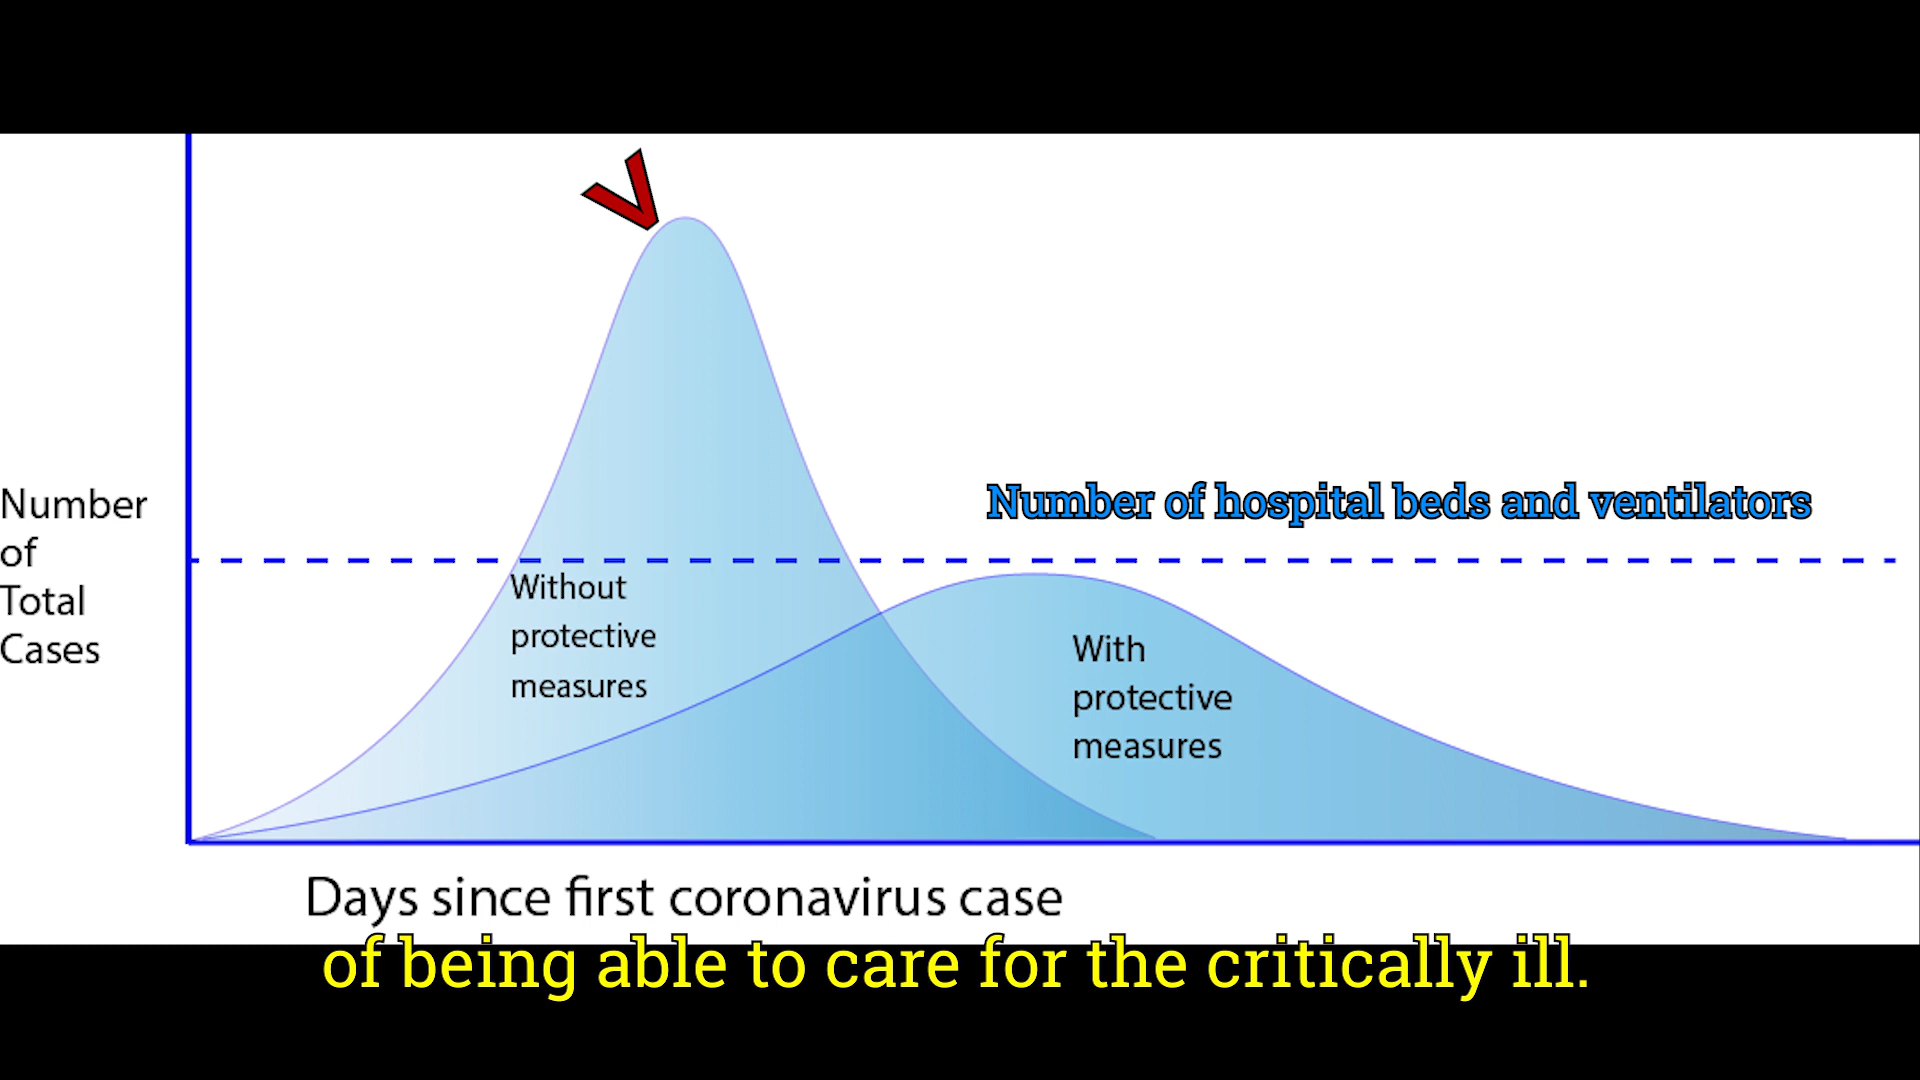 Number of hospital beds and ventilators
Number
of
Total
Cases
Without
protective
measures
With
protective
measures
Days since first coronavirus case
of being able to care for the critically ill.